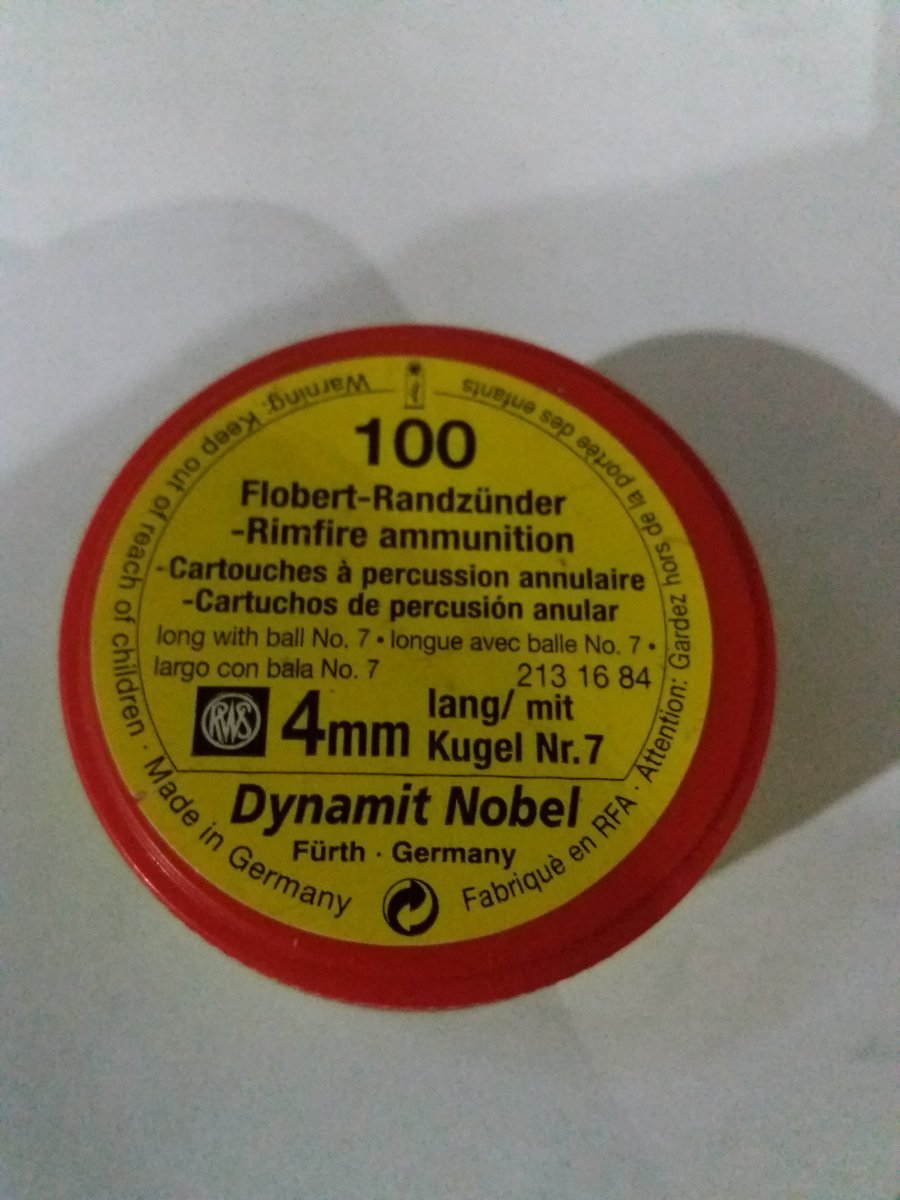 100
Flobert-Randzünder
-Rimfire ammunition
-Cartouches à percussion annulaire
-Cartuchos de percusión anular
long with ball No. 7 • longue avec balle No. 7 •
largo con bala No. 7 213 16 84
RWS 4mm lang/ mit
Kugel Nr.7
Dynamit Nobel
Fürth · Germany
Warning: Keep out of reach of children · Made in Germany
Fabriquè en RFA · Attention: Gardez hors de la portèe des enfants